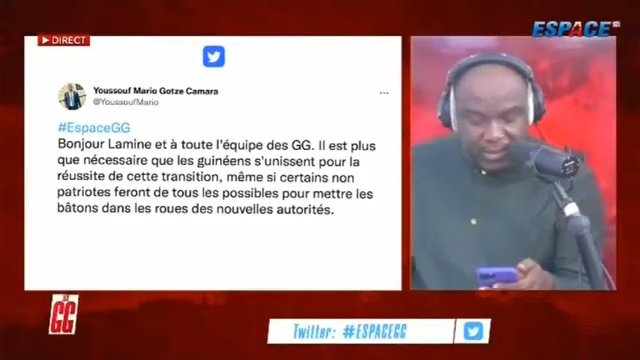 DIRECT
ESPACE
Youssouf Mario Gotze Camara
@YoussoufMario
#EspaceGG
Bonjour Lamine et à toute l'équipe des GG. Il est plus
que nécessaire que les guinéens s'unissent pour la
réussite de cette transition, même si certains non
patriotes feront de tous les possibles pour mettre les
bâtons dans les roues des nouvelles autorités.
GG
Twitter: #ESPACEGG